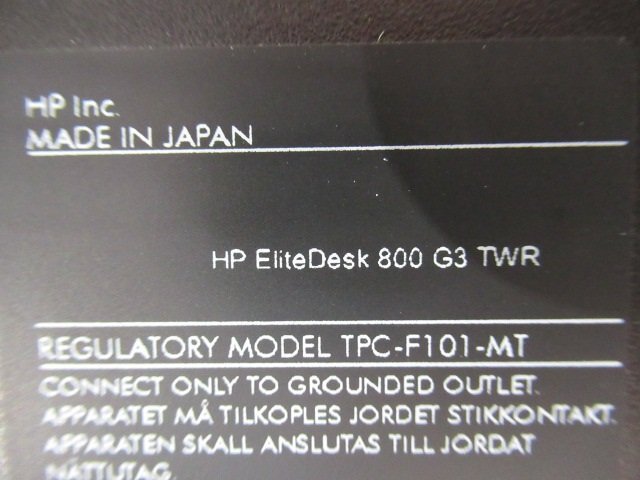 HP Inc.
MADE IN JAPAN
HP EliteDesk 800 G3 TWR
REGULATORY MODEL TPC-F101-MT
CONNECT ONLY TO GROUNDED OUTLET.
APPARATET MÅ TILKOPLES JORDET STIKKONTAKT.
APPARATEN SKALL ANSLUTAS TILL JORDAT
NÄTTUTAG.